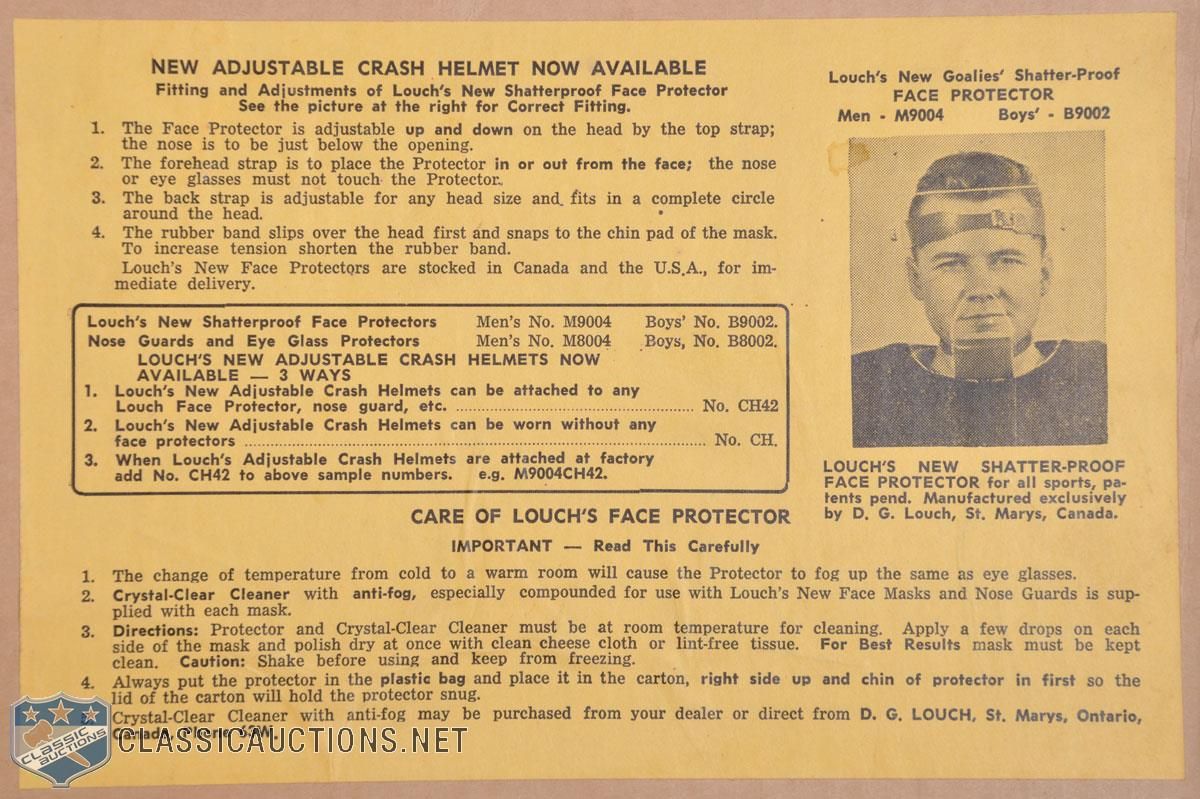 NEW ADJUSTABLE CRASH HELMET NOW AVAILABLE
Fitting and Adjustments of Louch's New Shatterproof Face Protector
See the picture at the right for Correct Fitting.
1. The Face Protector is adjustable up and down on the head by the top strap;
the nose is to be just below the opening.
2. The forehead strap is to place the Protector in or out from the face; the nose
or eye glasses must not touch the Protector.
3. The back strap is adjustable for any head size and fits in a complete circle
around the head.
4. The rubber band slips over the head first and snaps to the chin pad of the mask.
To increase tension shorten the rubber band.
Louch's New Face Protectors are stocked in Canada and the U.S.A., for im-
mediate delivery.
Louch's New Shatterproof Face Protectors Men's No. M9004 Boys' No. B9002.
Nose Guards and Eye Glass Protectors Men's No. M8004 Boys, No. B8002.
LOUCH'S NEW ADJUSTABLE CRASH HELMETS NOW
AVAILABLE — 3 WAYS
1. Louch's New Adjustable Crash Helmets can be attached to any
Louch Face Protector, nose guard, etc. ........ No. CH42
2. Louch's New Adjustable Crash Helmets can be worn without any
face protectors ........ No. CH.
3. When Louch's Adjustable Crash Helmets are attached at factory
add No. CH42 to above sample numbers. e.g. M9004CH42.
Louch's New Goalies' Shatter-Proof
FACE PROTECTOR
Men - M9004 Boys' - B9002
LOUCH'S NEW SHATTER-PROOF
FACE PROTECTOR for all sports, pa-
tents pend. Manufactured exclusively
by D. G. Louch, St. Marys, Canada.
CARE OF LOUCH'S FACE PROTECTOR
IMPORTANT — Read This Carefully
1. The change of temperature from cold to a warm room will cause the Protector to fog up the same as eye glasses.
2. Crystal-Clear Cleaner with anti-fog, especially compounded for use with Louch's New Face Masks and Nose Guards is sup-
plied with each mask.
3. Directions: Protector and Crystal-Clear Cleaner must be at room temperature for cleaning. Apply a few drops on each
side of the mask and polish dry at once with clean cheese cloth or lint-free tissue. For Best Results mask must be kept
clean. Caution: Shake before using and keep from freezing.
4. Always put the protector in the plastic bag and place it in the carton, right side up and chin of protector in first so the
lid of the carton will hold the protector snug.
Crystal-Clear Cleaner with anti-fog may be purchased from your dealer or direct from D. G. LOUCH, St. Marys, Ontario,
Canada, Phone
CLASSIC
AUCTIONS
CLASSICAUCTIONS.NET